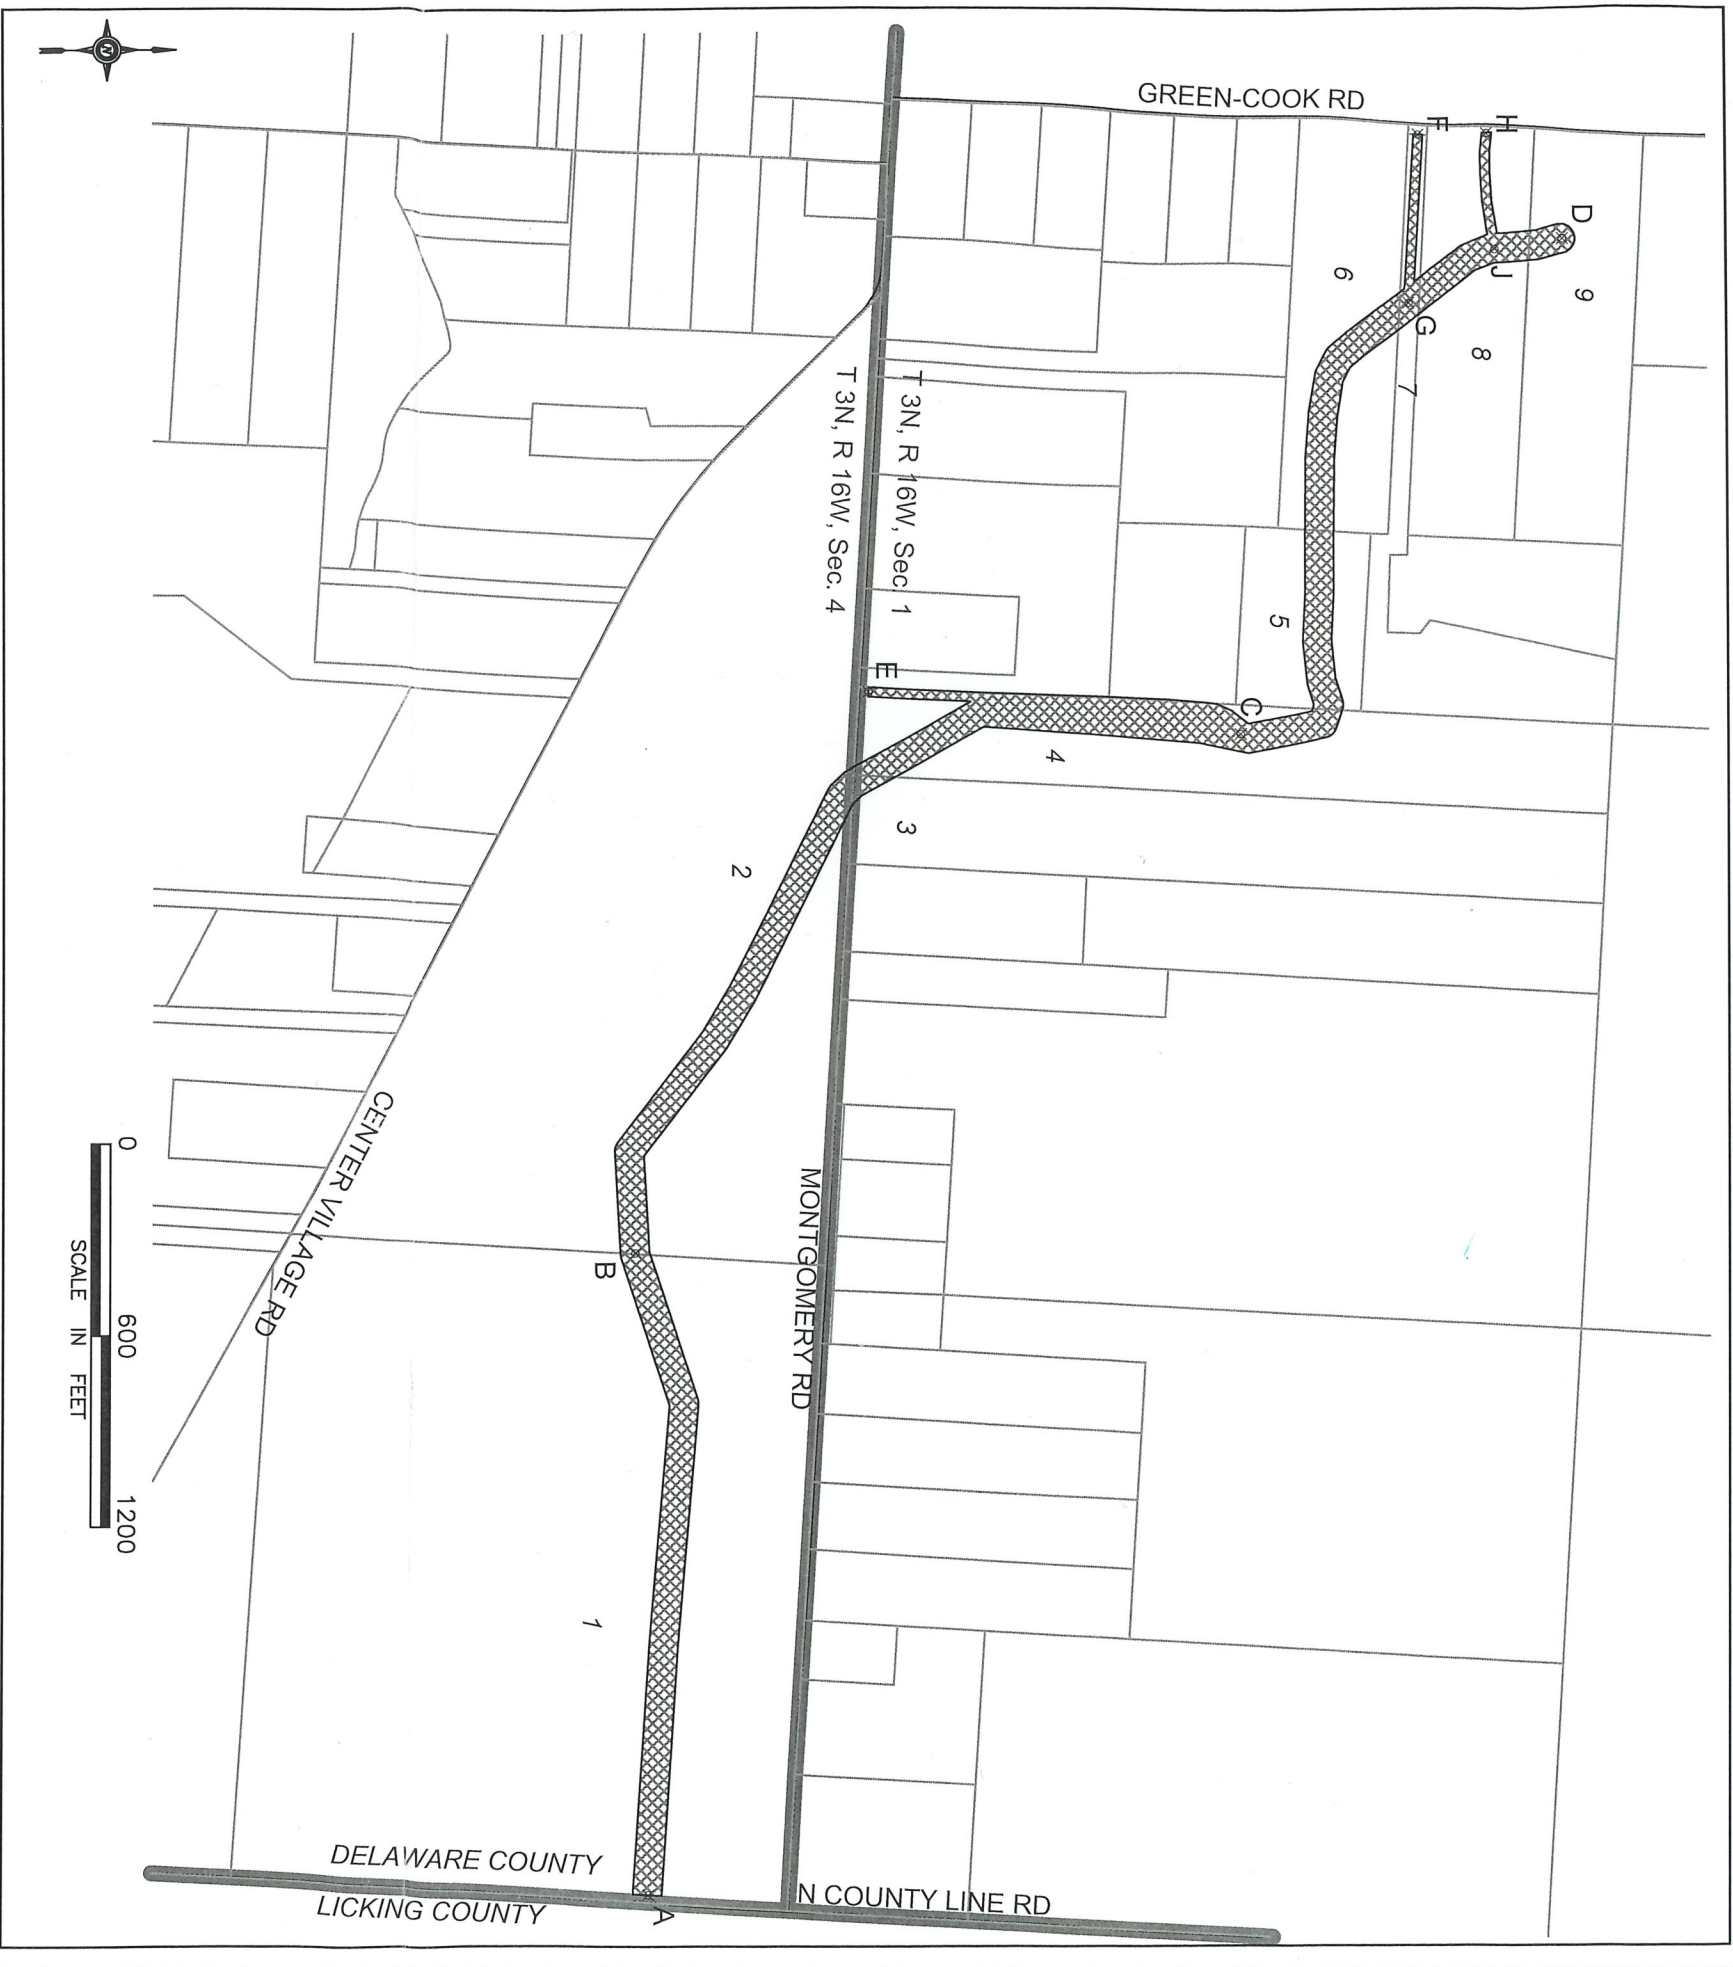 GREEN-COOK RD
F
H
D
J
9
G
8
6
7
T 3N, R 16W, Sec. 1
T 3N, R 16W, Sec. 4
5
E
C
4
3
2
MONTGOMERY RD
CENTER VILLAGE RD
B
1
A
DELAWARE COUNTY
LICKING COUNTY
N COUNTY LINE RD
0 600 1200
SCALE IN FEET
N